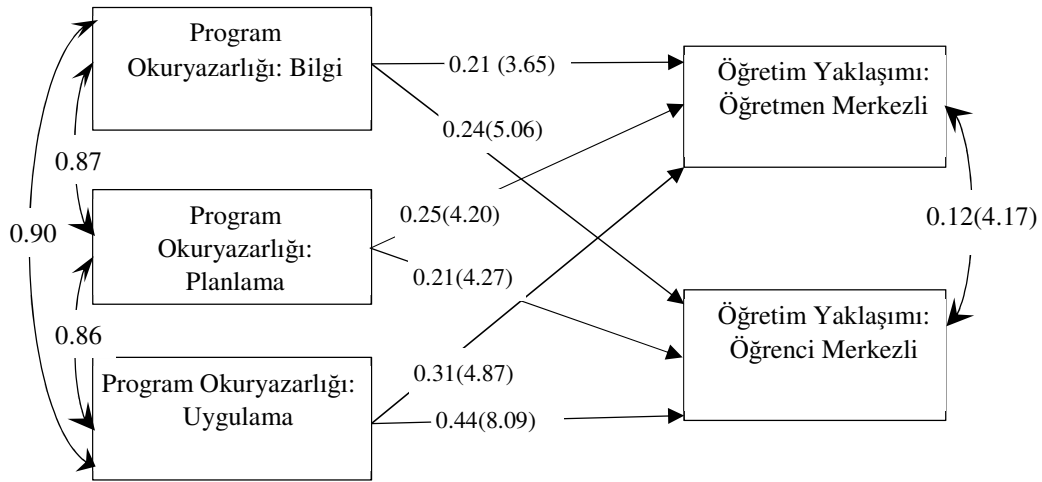 Program
Okuryazarlığı: Bilgi
0.21 (3.65)
Öğretim Yaklaşımı:
Öğretmen Merkezli
0.24(5.06)
0.87
Program
Okuryazarlığı:
Planlama
0.25(4.20)
0.90
0.12(4.17)
0.21(4.27)
Öğretim Yaklaşımı:
Öğrenci Merkezli
0.86
Program Okuryazarlığı:
Uygulama
0.31(4.87)
0.44(8.09)